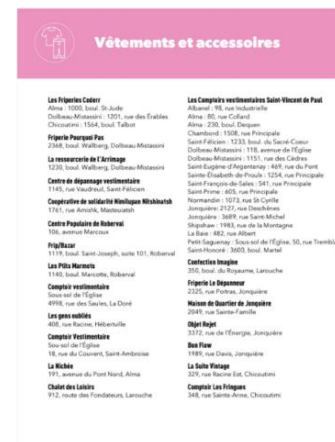 Vêtements et accessoires
Les Friperies Coderr
Alma : 1000, boul. St-Jude
Dolbeau-Mistassini : 1201, rue des Érables
Chicoutimi : 1564, boul. Talbot
Friperie Pourquoi Pas
2368, boul. Wallberg, Dolbeau-Mistassini
La ressourcerie de l'Arrimage
1230, boul. Wallberg, Dolbeau-Mistassini
Centre de dépannage vestimentaire
1145, rue Vaudreuil, Saint-Félicien
Coopérative de solidarité Nimilupan Nitshinatsh
1761, rue Amishk, Mashteuiatsh
Centre Populaire de Roberval
106, avenue Marcoux
Frip/Bazar
1119, boul. Saint-Joseph, suite 101, Roberval
Les Ptits Marmots
1140, boul. Marcotte, Roberval
Comptoir vestimentaire
Sous-sol de l'Église
4998, rue des Saules, La Doré
Les gens oubliés
408, rue Racine, Hébertville
Comptoir Vestimentaire
Sou-sol de l'Église
18, rue du Couvent, Saint-Ambroise
La Nichée
191, avenue du Pont Nord, Alma
Chalet des Loisirs
912, route des Fondateurs, Larouche
Les Comptoirs vestimentaires Saint-Vincent de Paul
Albanel : 98, rue Industrielle
Alma : 80, rue Collard
Alma : 230, boul. Dequen
Chambord : 1508, rue Principale
Saint-Félicien : 1233, boul. du Sacré-Coeur
Dolbeau-Mistassini : 118, avenue de l'Église
Dolbeau-Mistassini : 1151, rue des Cèdres
Saint-Eugène-d'Argentenay : 469, rue du Pont
Sainte-Élisabeth-de-Proulx : 1254, rue Principale
Saint-François-de-Sales : 541, rue Principale
Saint-Prime : 605, rue Principale
Normandin : 1073, rue St-Cyrille
Jonquière: 2127, rue Deschênes
Jonquière : 3689, rue Saint-Michel
Shipshaw : 1983, rue de la Montagne
La Baie : 482, rue Albert
Petit-Saguenay : Sous-sol de l'Église, 50, rue Tremblay
Saint-Honoré : 3600, boul. Martel
Confection Imagine
350, boul. du Royaume, Larouche
Friperie Le Dépanneur
2325, rue Poitras, Jonquière
Maison de Quartier de Jonquière
2049, rue Sainte-Famille
Objet Rejet
3372, rue de l'Énergie, Jonquière
Bon Flaw
1989, rue Davis, Jonquière
La Suite Vintage
329, rue Racine Est, Chicoutimi
Comptoir Les Fringues
348, rue Sainte-Anne, Chicoutimi